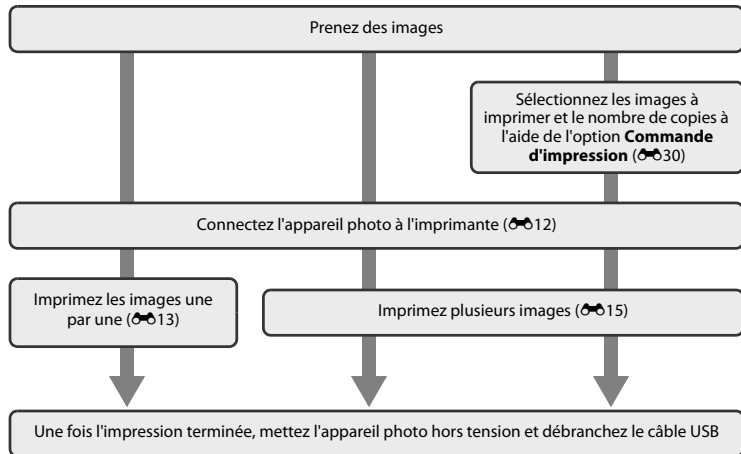 Prenez des images
Sélectionnez les images à
imprimer et le nombre de copies à
l'aide de l'option Commande
d'impression (30)
Connectez l'appareil photo à l'imprimante (12)
Imprimez les images une
par une (13)
Imprimez plusieurs images (15)
Une fois l'impression terminée, mettez l'appareil photo hors tension et débranchez le câble USB